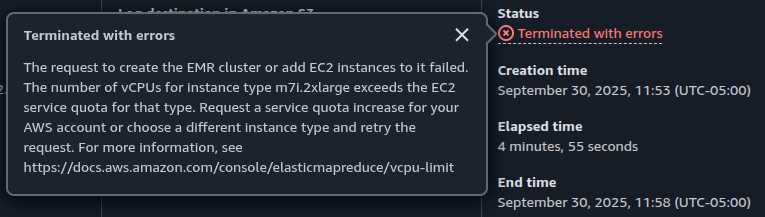 Log destination in Amazon S3
Terminated with errors
The request to create the EMR cluster or add EC2 instances to it failed.
The number of vCPUs for instance type m7i.2xlarge exceeds the EC2
service quota for that type. Request a service quota increase for your
AWS account or choose a different instance type and retry the
request. For more information, see
https://docs.aws.amazon.com/console/elasticmapreduce/vcpu-limit
Status
Terminated with errors
Creation time
September 30, 2025, 11:53 (UTC-05:00)
Elapsed time
4 minutes, 55 seconds
End time
September 30, 2025, 11:58 (UTC-05:00)